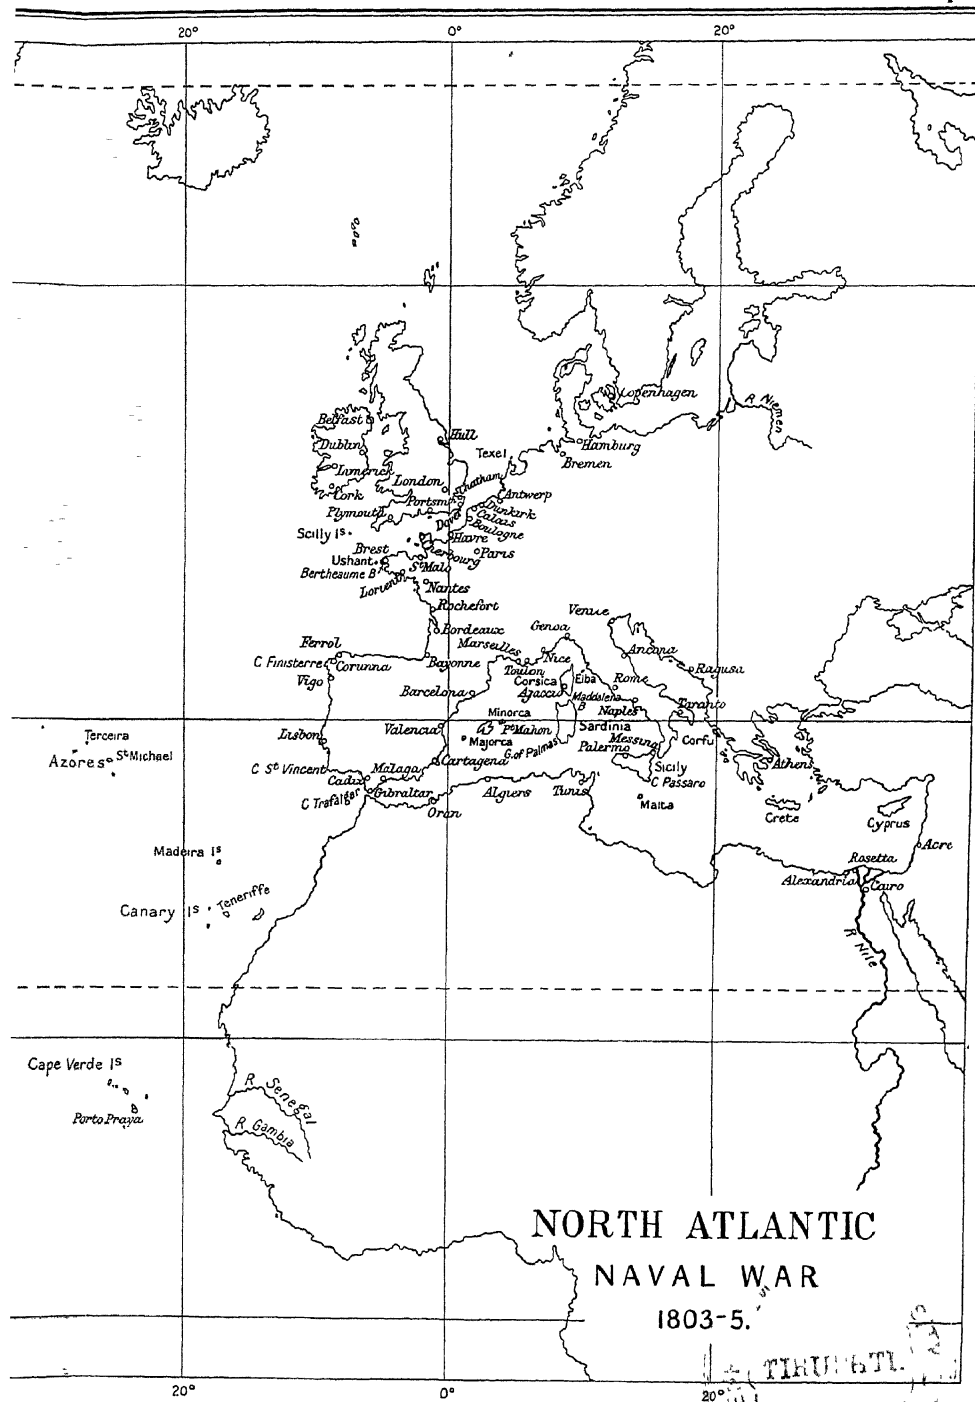 20° 0° 20°
Copenhagen
R. Niemen
Belfast
Hull
Dublin
Texel
Hamburg
Bremen
Limerick
London
Chatham
Cork
Portsmth
Antwerp
Dunkirk
Plymouth
Dover
Calais
Boulogne
Scilly Is.
Havre
Brest
Cherbourg
Paris
Ushant
St Malo
Bertheaume B
Lorient
Nantes
Rochefort
Venue
Genoa
Bordeaux
Ferrol
Marseilles
Ancona
C Finisterre
Corunna
Bayonne
Toulon
Nice
Ragusa
Vigo
Corsica
Elba
Rome
Barcelona
Ajaccio
Maddalena
B
Naples
Taranto
Minorca
Terceira
Lisbon
Valencia
Pt Mahon
Sardinia
Majorca
G. of Palmas
Messina
Corfu
Azores
St Michael
Palermo
Athens
Cartagena
Sicily
C St Vincent
Malaga
C Passaro
Cadix
Gibraltar
Algiers
Tunis
C Trafalgar
Oran
Malta
Crete
Cyprus
Acre
Madeira Is
Rosetta
Alexandria
Cairo
Canary Is
Teneriffe
R Nile
Cape Verde Is
R. Senegal
Porto Praya
R. Gambia
NORTH ATLANTIC
NAVAL WAR
1803-5.
20° 0° 20°